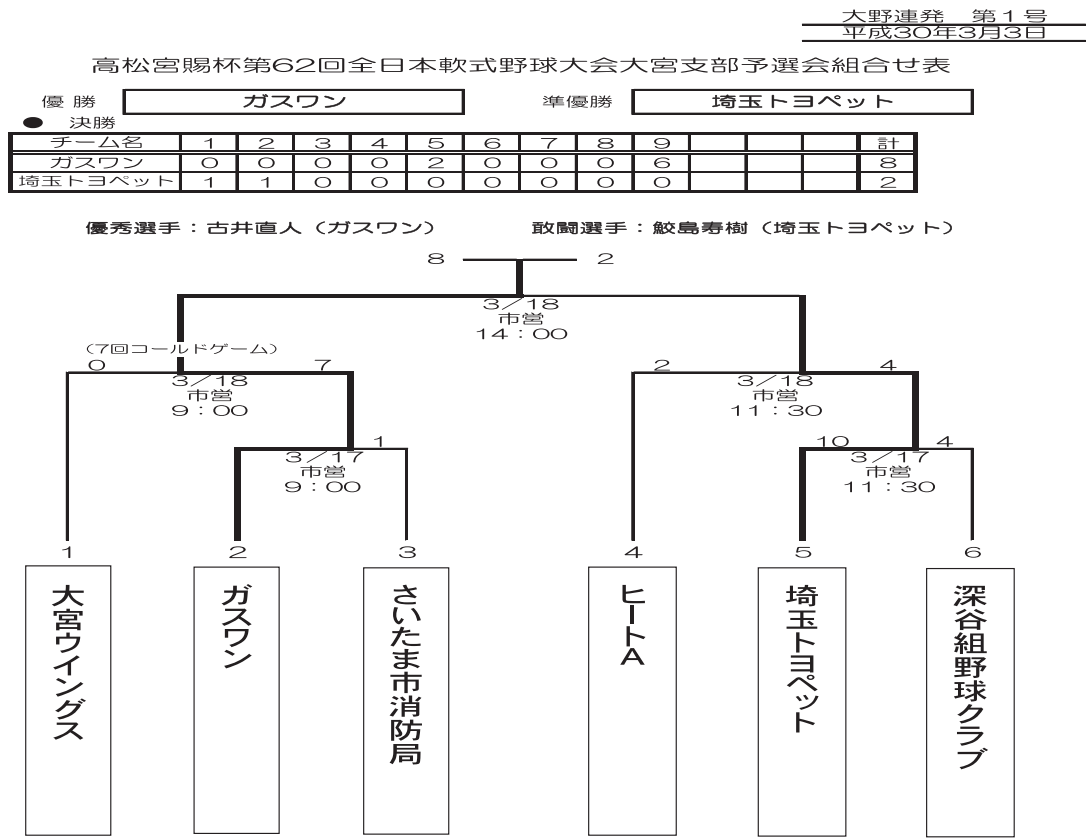 大野連発　第１号
平成30年3月3日
高松宮賜杯第62回全日本軟式野球大会大宮支部予選会組合せ表
優 勝　ガスワン　準優勝　埼玉トヨペット
● 決勝
チーム名 1 2 3 4 5 6 7 8 9 計
ガスワン 0 0 0 0 2 0 0 0 6 8
埼玉トヨペット 1 1 0 0 0 0 0 0 0 2
優秀選手：古井直人（ガスワン）　敢闘選手：鮫島寿樹（埼玉トヨペット）
8 2
3／18
市営
14：00
（7回コールドゲーム）
0 7 2 4
3／18 3／18
市営 市営
9：00 11：30
1 10 4
3／17 3／17
市営 市営
9：00 11：30
1 2 3 4 5 6
大宮ウイングス
ガスワン
さいたま市消防局
ヒートA
埼玉トヨペット
深谷組野球クラブ